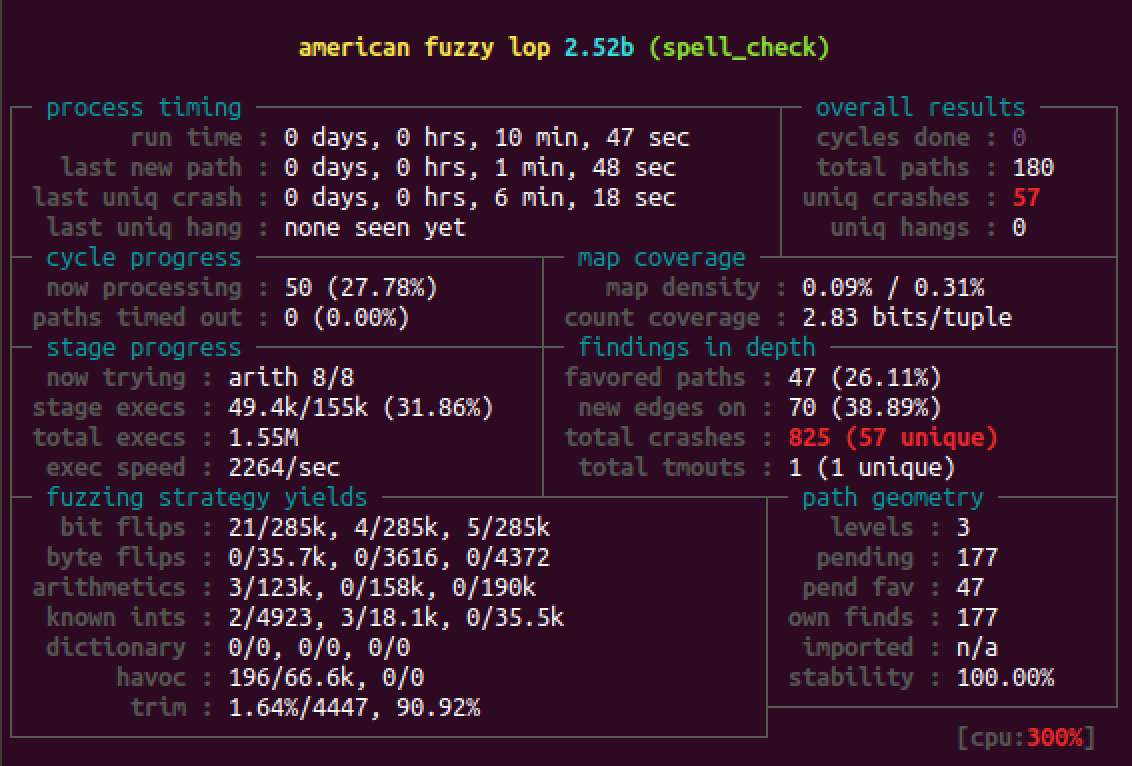 american fuzzy lop 2.52b (spell_check)
process timing overall results
run time : 0 days, 0 hrs, 10 min, 47 sec cycles done : 0
last new path : 0 days, 0 hrs, 1 min, 48 sec total paths : 180
last uniq crash : 0 days, 0 hrs, 6 min, 18 sec uniq crashes : 57
last uniq hang : none seen yet uniq hangs : 0
cycle progress map coverage
now processing : 50 (27.78%) map density : 0.09% / 0.31%
paths timed out : 0 (0.00%) count coverage : 2.83 bits/tuple
stage progress findings in depth
now trying : arith 8/8 favored paths : 47 (26.11%)
stage execs : 49.4k/155k (31.86%) new edges on : 70 (38.89%)
total execs : 1.55M total crashes : 825 (57 unique)
exec speed : 2264/sec total tmouts : 1 (1 unique)
fuzzing strategy yields path geometry
bit flips : 21/285k, 4/285k, 5/285k levels : 3
byte flips : 0/35.7k, 0/3616, 0/4372 pending : 177
arithmetics : 3/123k, 0/158k, 0/190k pend fav : 47
known ints : 2/4923, 3/18.1k, 0/35.5k own finds : 177
dictionary : 0/0, 0/0, 0/0 imported : n/a
havoc : 196/66.6k, 0/0 stability : 100.00%
trim : 1.64%/4447, 90.92%
[cpu:300%]